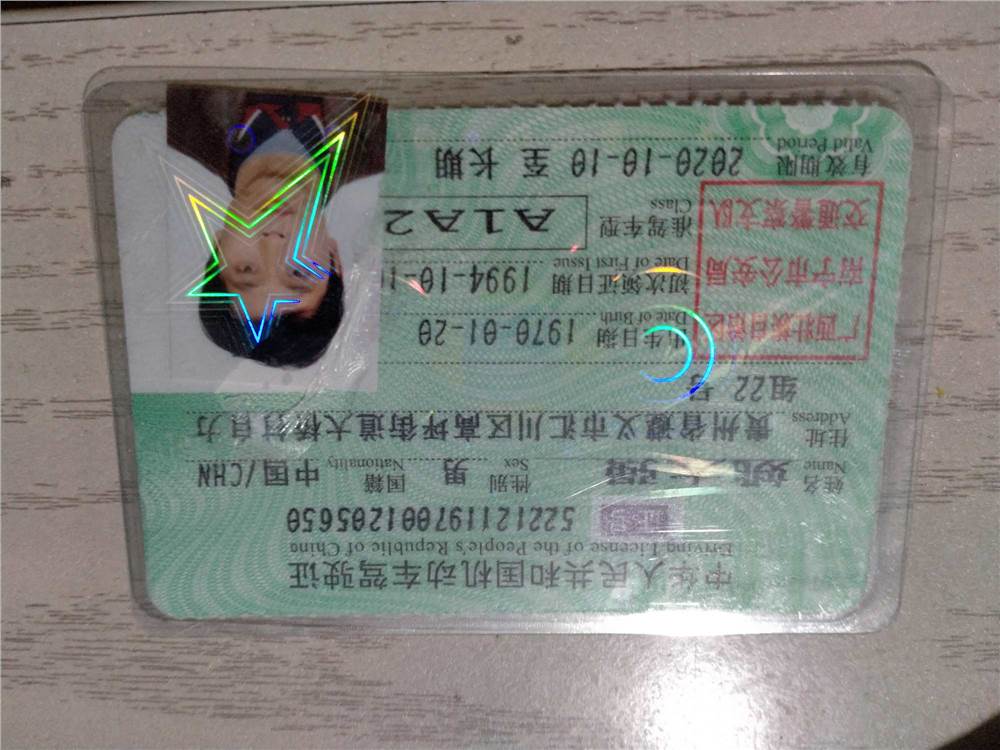 中华人民共和国机动车驾驶证
Driving License of the People's Republic of China
证号 522121197001205650
姓名 Name 性别 Sex 男 国籍 Nationality 中国/CHN
住址 Address 贵州省遵义市汇川区高坪街道大桥村自力
组22号
广西壮族自治区
南宁市公安局
交通警察支队
出生日期 Date of Birth 1970-01-20
初次领证日期 Date of First Issue 1994-10-1
准驾车型 Class A1A2
有效期限 Valid Period 2020-10-10 至 长期